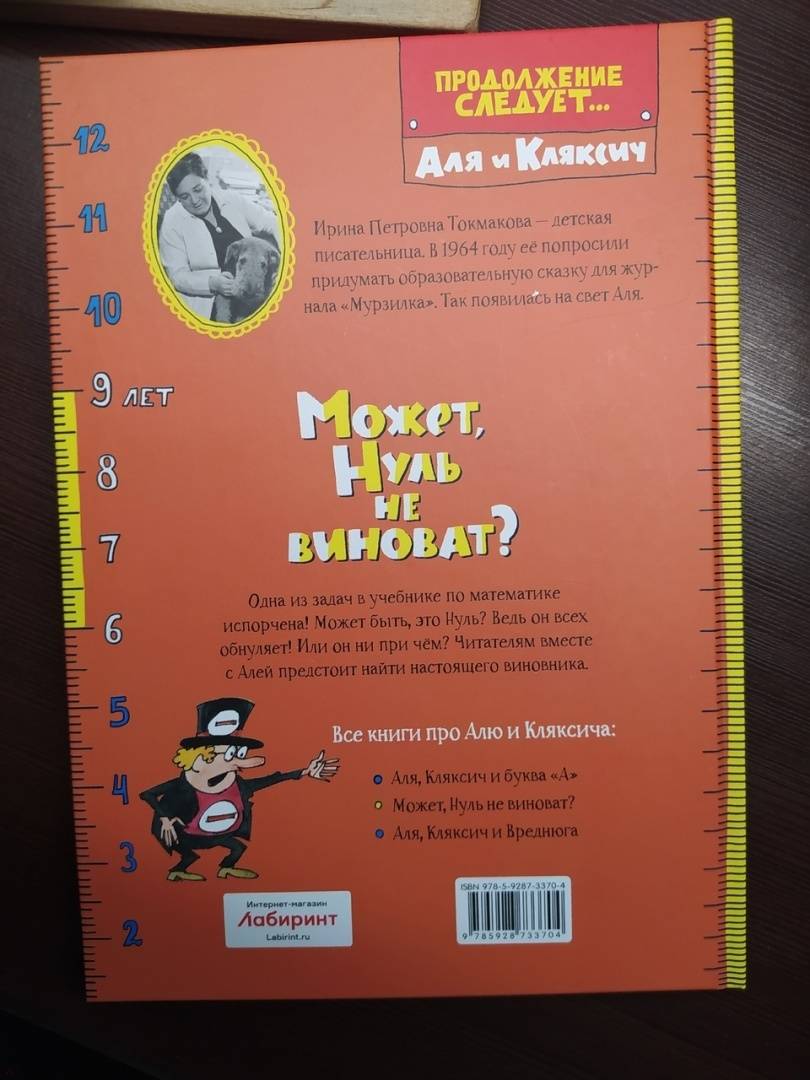 ПРОДОЛЖЕНИЕ
СЛЕДУЕТ...
Аля и Кляксич
Ирина Петровна Токмакова — детская
писательница. В 1964 году её попросили
придумать образовательную сказку для жур-
нала «Мурзилка». Так появилась на свет Аля.
12
11
10
9 лет
8
7
6
5
4
3
2
Может,
Нуль
не
виноват?
Одна из задач в учебнике по математике
испорчена! Может быть, это Нуль? Ведь он всех
обнуляет! Или он ни при чём? Читателям вместе
с Алей предстоит найти настоящего виновника.
Все книги про Алю и Кляксича:
Аля, Кляксич и буква «А»
Может, Нуль не виноват?
Аля, Кляксич и Вреднюга
Интернет-магазин
Лабиринт
Labirint.ru
ISBN 978-5-9287-3370-4
9 785928 733704